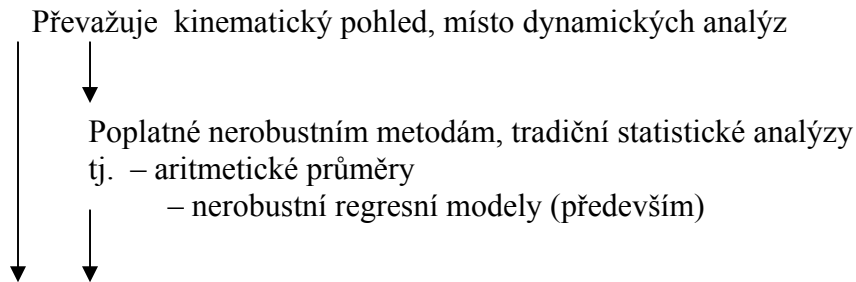 Převažuje kinematický pohled, místo dynamických analýz
Poplatné nerobustním metodám, tradiční statistické analýzy
tj. – aritmetické průměry
– nerobustní regresní modely (především)